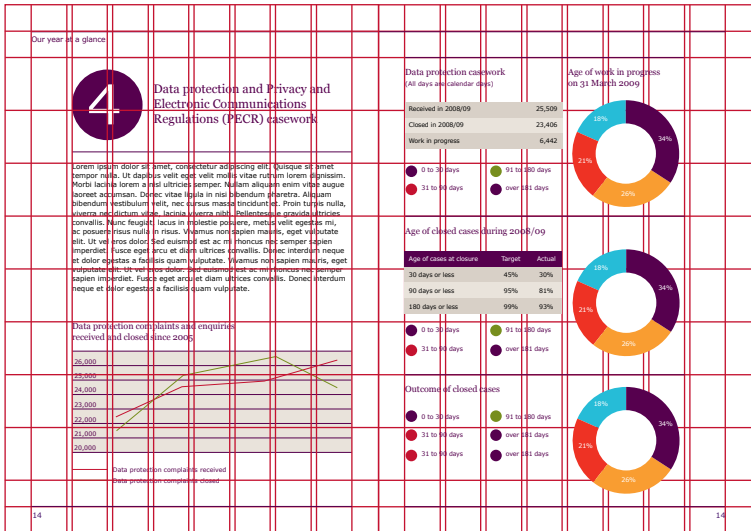 Our year at a glance
4
Data protection and Privacy and
Electronic Communications
Regulations (PECR) casework
Lorem ipsum dolor sit amet, consectetur adipiscing elit. Quisque sit amet
tempor nulla. Ut dapibus velit eget velit mollis vitae rutrum lorem dignissim.
Morbi lacinia lorem a nisl ultricies semper. Nullam aliquam enim vitae augue
laoreet accumsan. Donec vitae ligula in nisl bibendum pharetra. Aliquam
bibendum vestibulum velit, nec cursus massa tincidunt et. Proin turpis nulla,
viverra nec dictum vitae, lacinia viverra nibh. Pellentesque gravida ultricies
convallis. Nunc feugiat, lacus in molestie posuere, metus velit egestas mi,
ac posuere risus nulla in risus. Vivamus non sapien mauris, eget vulputate
elit. Ut vel eros dolor. Sed euismod est ac mi rhoncus nec semper sapien
imperdiet. Fusce eget arcu et diam ultrices convallis. Donec interdum neque
et dolor egestas a facilisis quam vulputate. Vivamus non sapien mauris, eget
vulputate elit. Ut vel eros dolor. Sed euismod est ac mi rhoncus nec semper
sapien imperdiet. Fusce eget arcu et diam ultrices convallis. Donec interdum
neque et dolor egestas a facilisis quam vulputate.
Data protection complaints and enquiries
received and closed since 2005
26,000
25,000
24,000
23,000
22,000
21,000
20,000
Data protection complaints received
Data protection complaints closed
14
Data protection casework
(All days are calendar days)
Received in 2008/09 25,509
Closed in 2008/09 23,406
Work in progress 6,442
0 to 30 days 91 to 180 days
31 to 90 days over 181 days
Age of work in progress
on 31 March 2009
18%
34%
21%
26%
Age of closed cases during 2008/09
Age of cases at closure Target Actual
30 days or less 45% 30%
90 days or less 95% 81%
180 days or less 99% 93%
0 to 30 days 91 to 180 days
31 to 90 days over 181 days
18%
34%
21%
26%
Outcome of closed cases
0 to 30 days 91 to 180 days
31 to 90 days over 181 days
31 to 90 days over 181 days
18%
34%
21%
26%
14